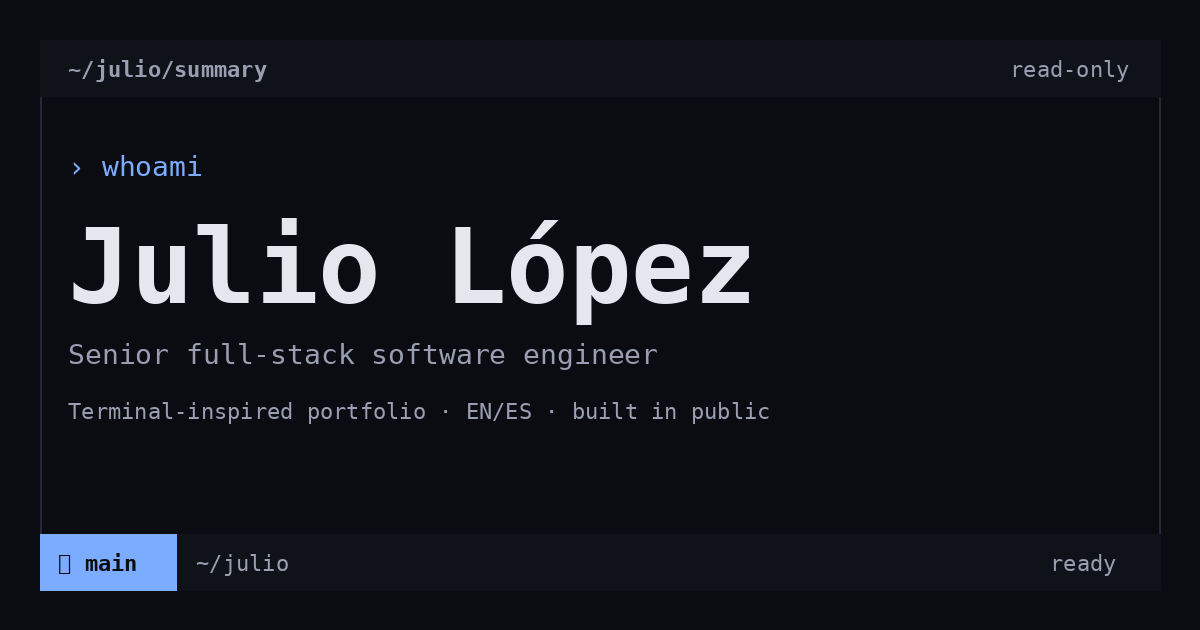 ~/julio/summary read-only
› whoami
Julio López
Senior full-stack software engineer
Terminal-inspired portfolio · EN/ES · built in public
main ~/julio ready